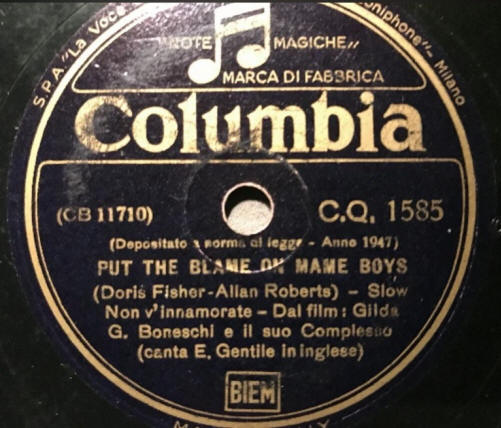 S.P.A "La Voce
niphone"- Milano
"NOTE MAGICHE"
MARCA DI FABBRICA
Columbia
(CB 11710)
C.Q. 1585
(Depositato a norma di legge - Anno 1947)
PUT THE BLAME ON MAME BOYS
(Doris Fisher-Allan Roberts) - Slow
Non v'innamorate - Dal film: Gilda
G. Boneschi e il suo Complesso
(canta E. Gentile in inglese)
BIEM